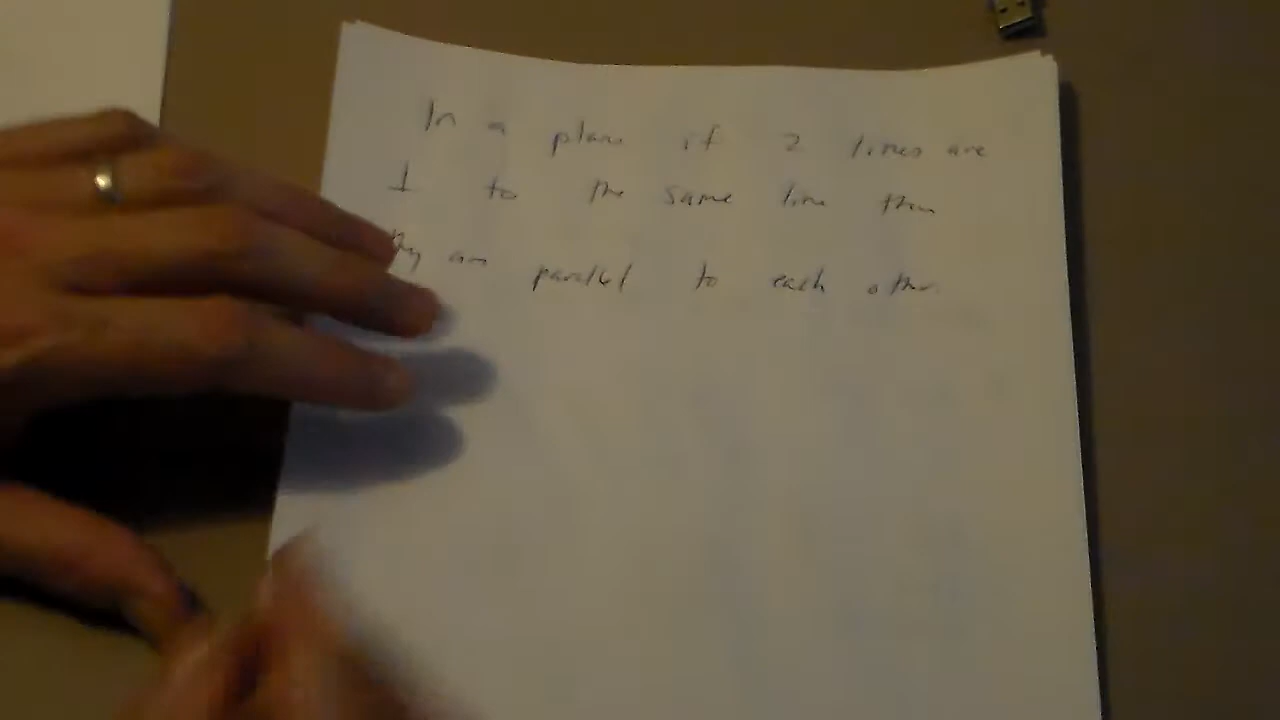 In a plane if 2 lines are
⊥ to the same line then
they are parallel to each other.